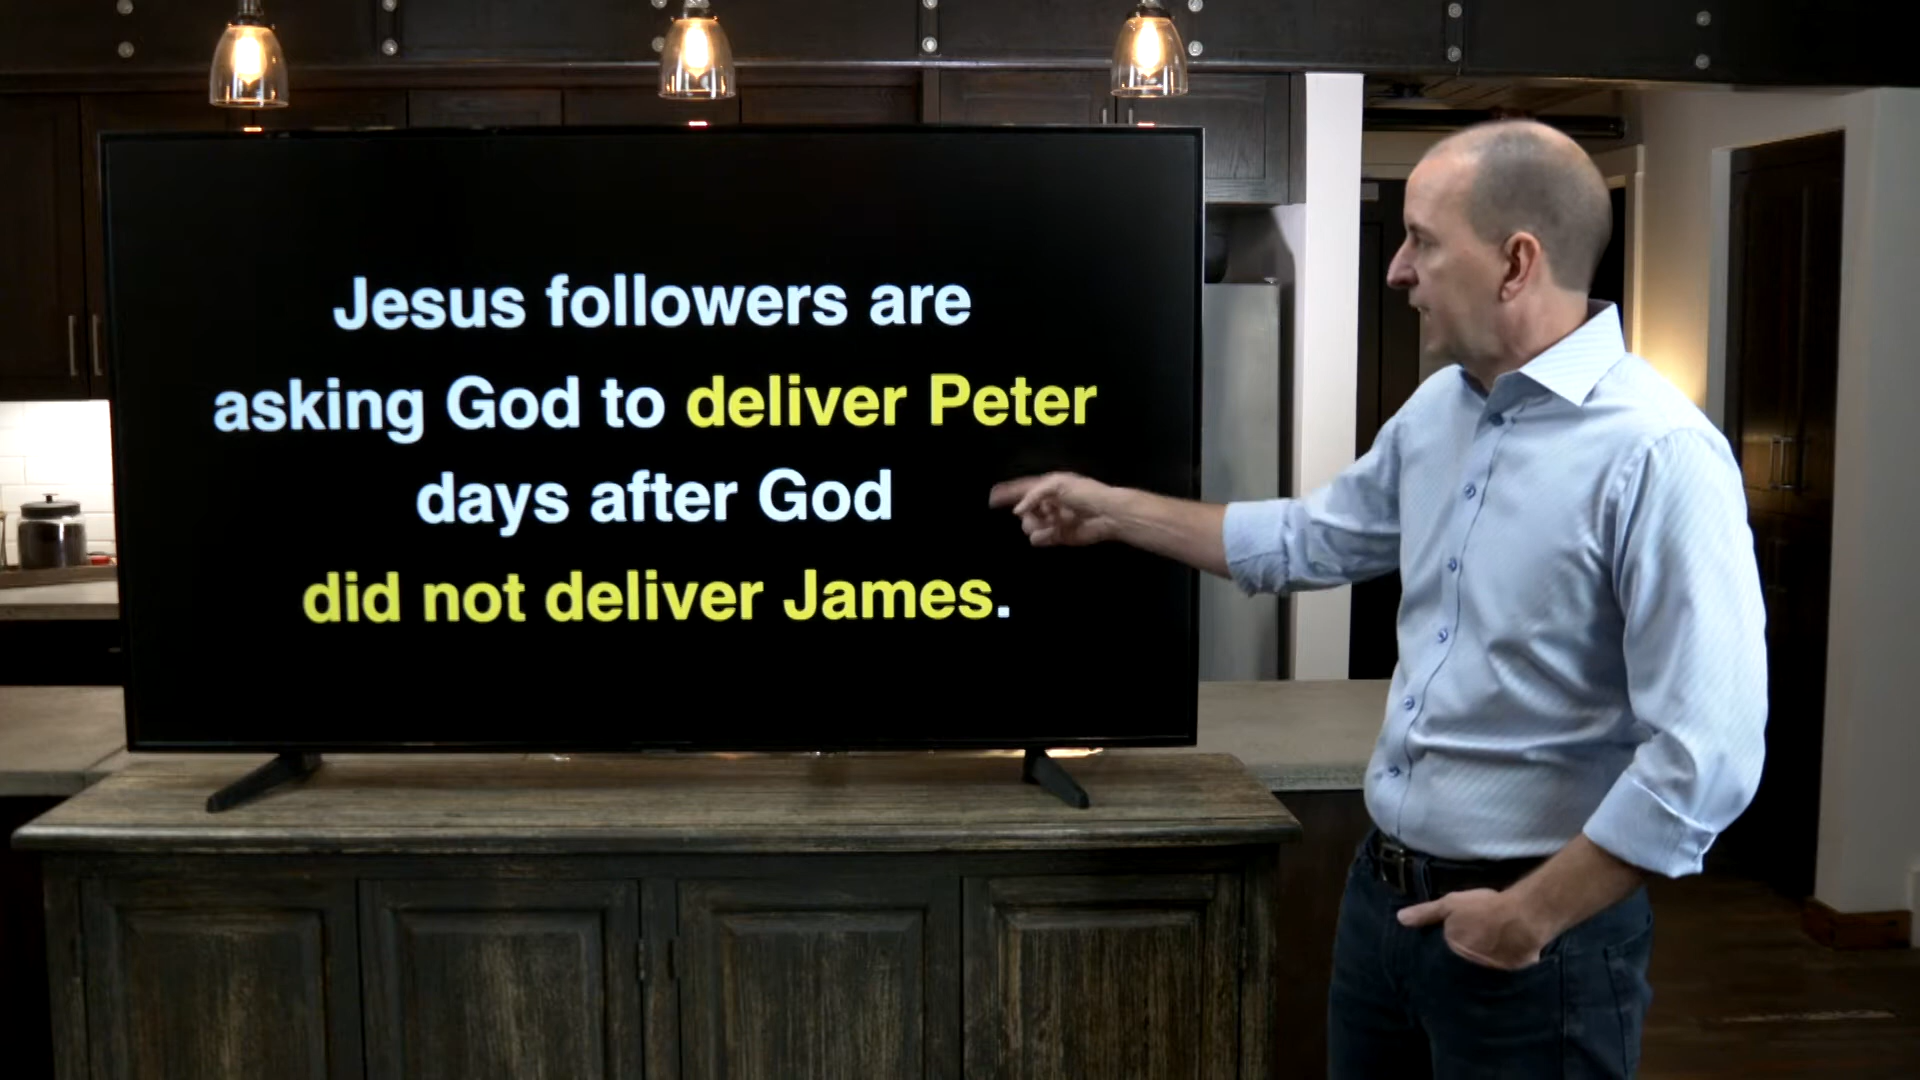 Jesus followers are
asking God to deliver Peter
days after God
did not deliver James.